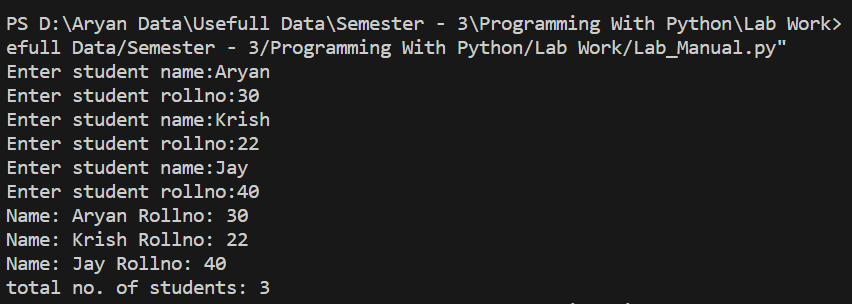 PS D:\Aryan Data\Usefull Data\Semester - 3\Programming With Python\Lab Work>
efull Data/Semester - 3/Programming With Python/Lab Work/Lab_Manual.py"
Enter student name:Aryan
Enter student rollno:30
Enter student name:Krish
Enter student rollno:22
Enter student name:Jay
Enter student rollno:40
Name: Aryan Rollno: 30
Name: Krish Rollno: 22
Name: Jay Rollno: 40
total no. of students: 3